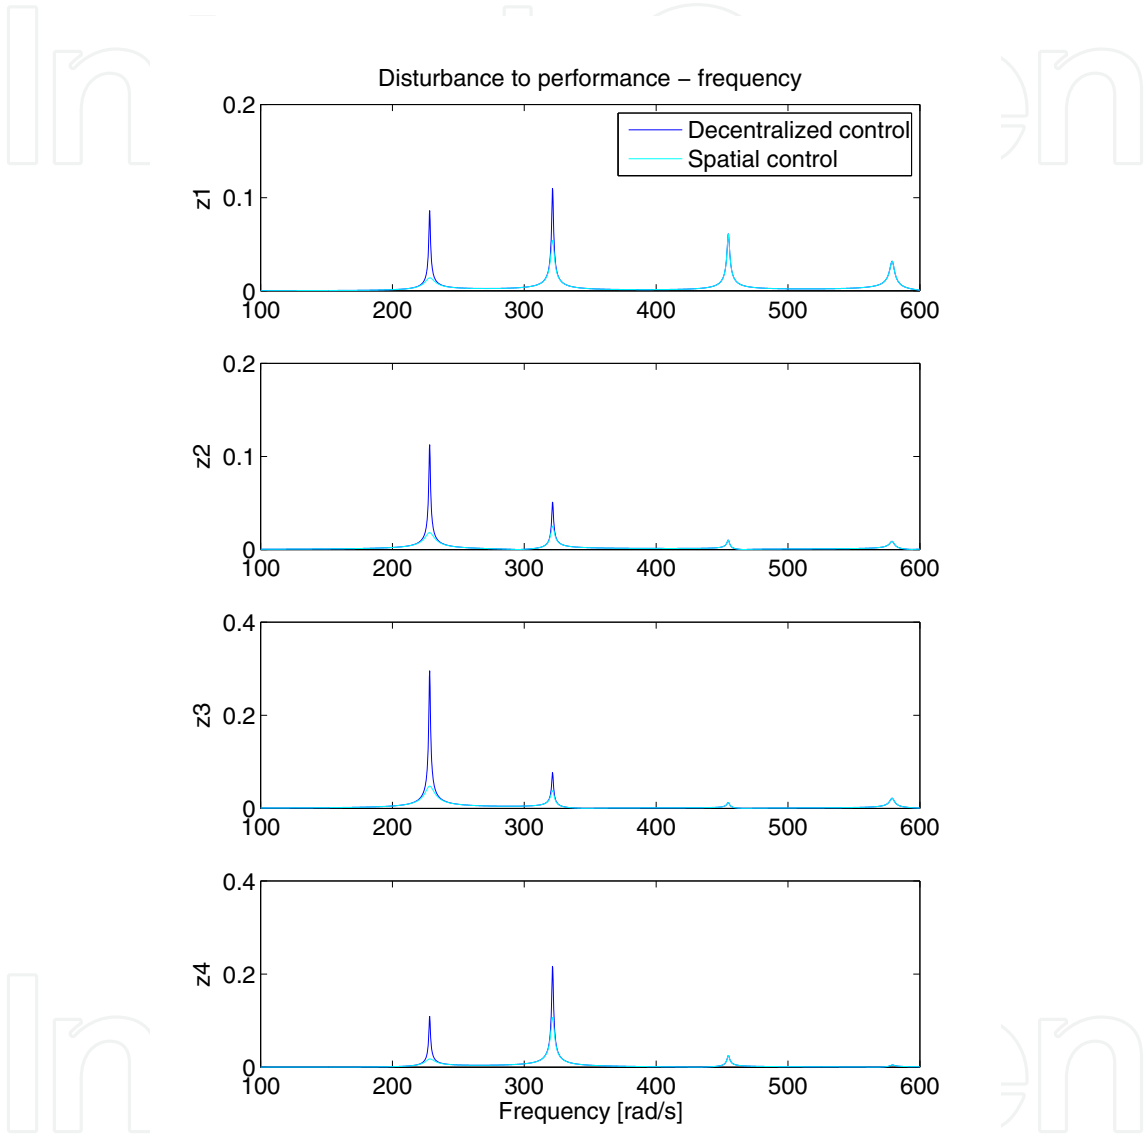 Disturbance to performance − frequency
0.2
0.1
0
z1
Decentralized control
Spatial control
100 200 300 400 500 600
0.2
0.1
0
z2
100 200 300 400 500 600
0.4
0.2
0
z3
100 200 300 400 500 600
0.4
0.2
0
z4
100 200 300 400 500 600
Frequency [rad/s]